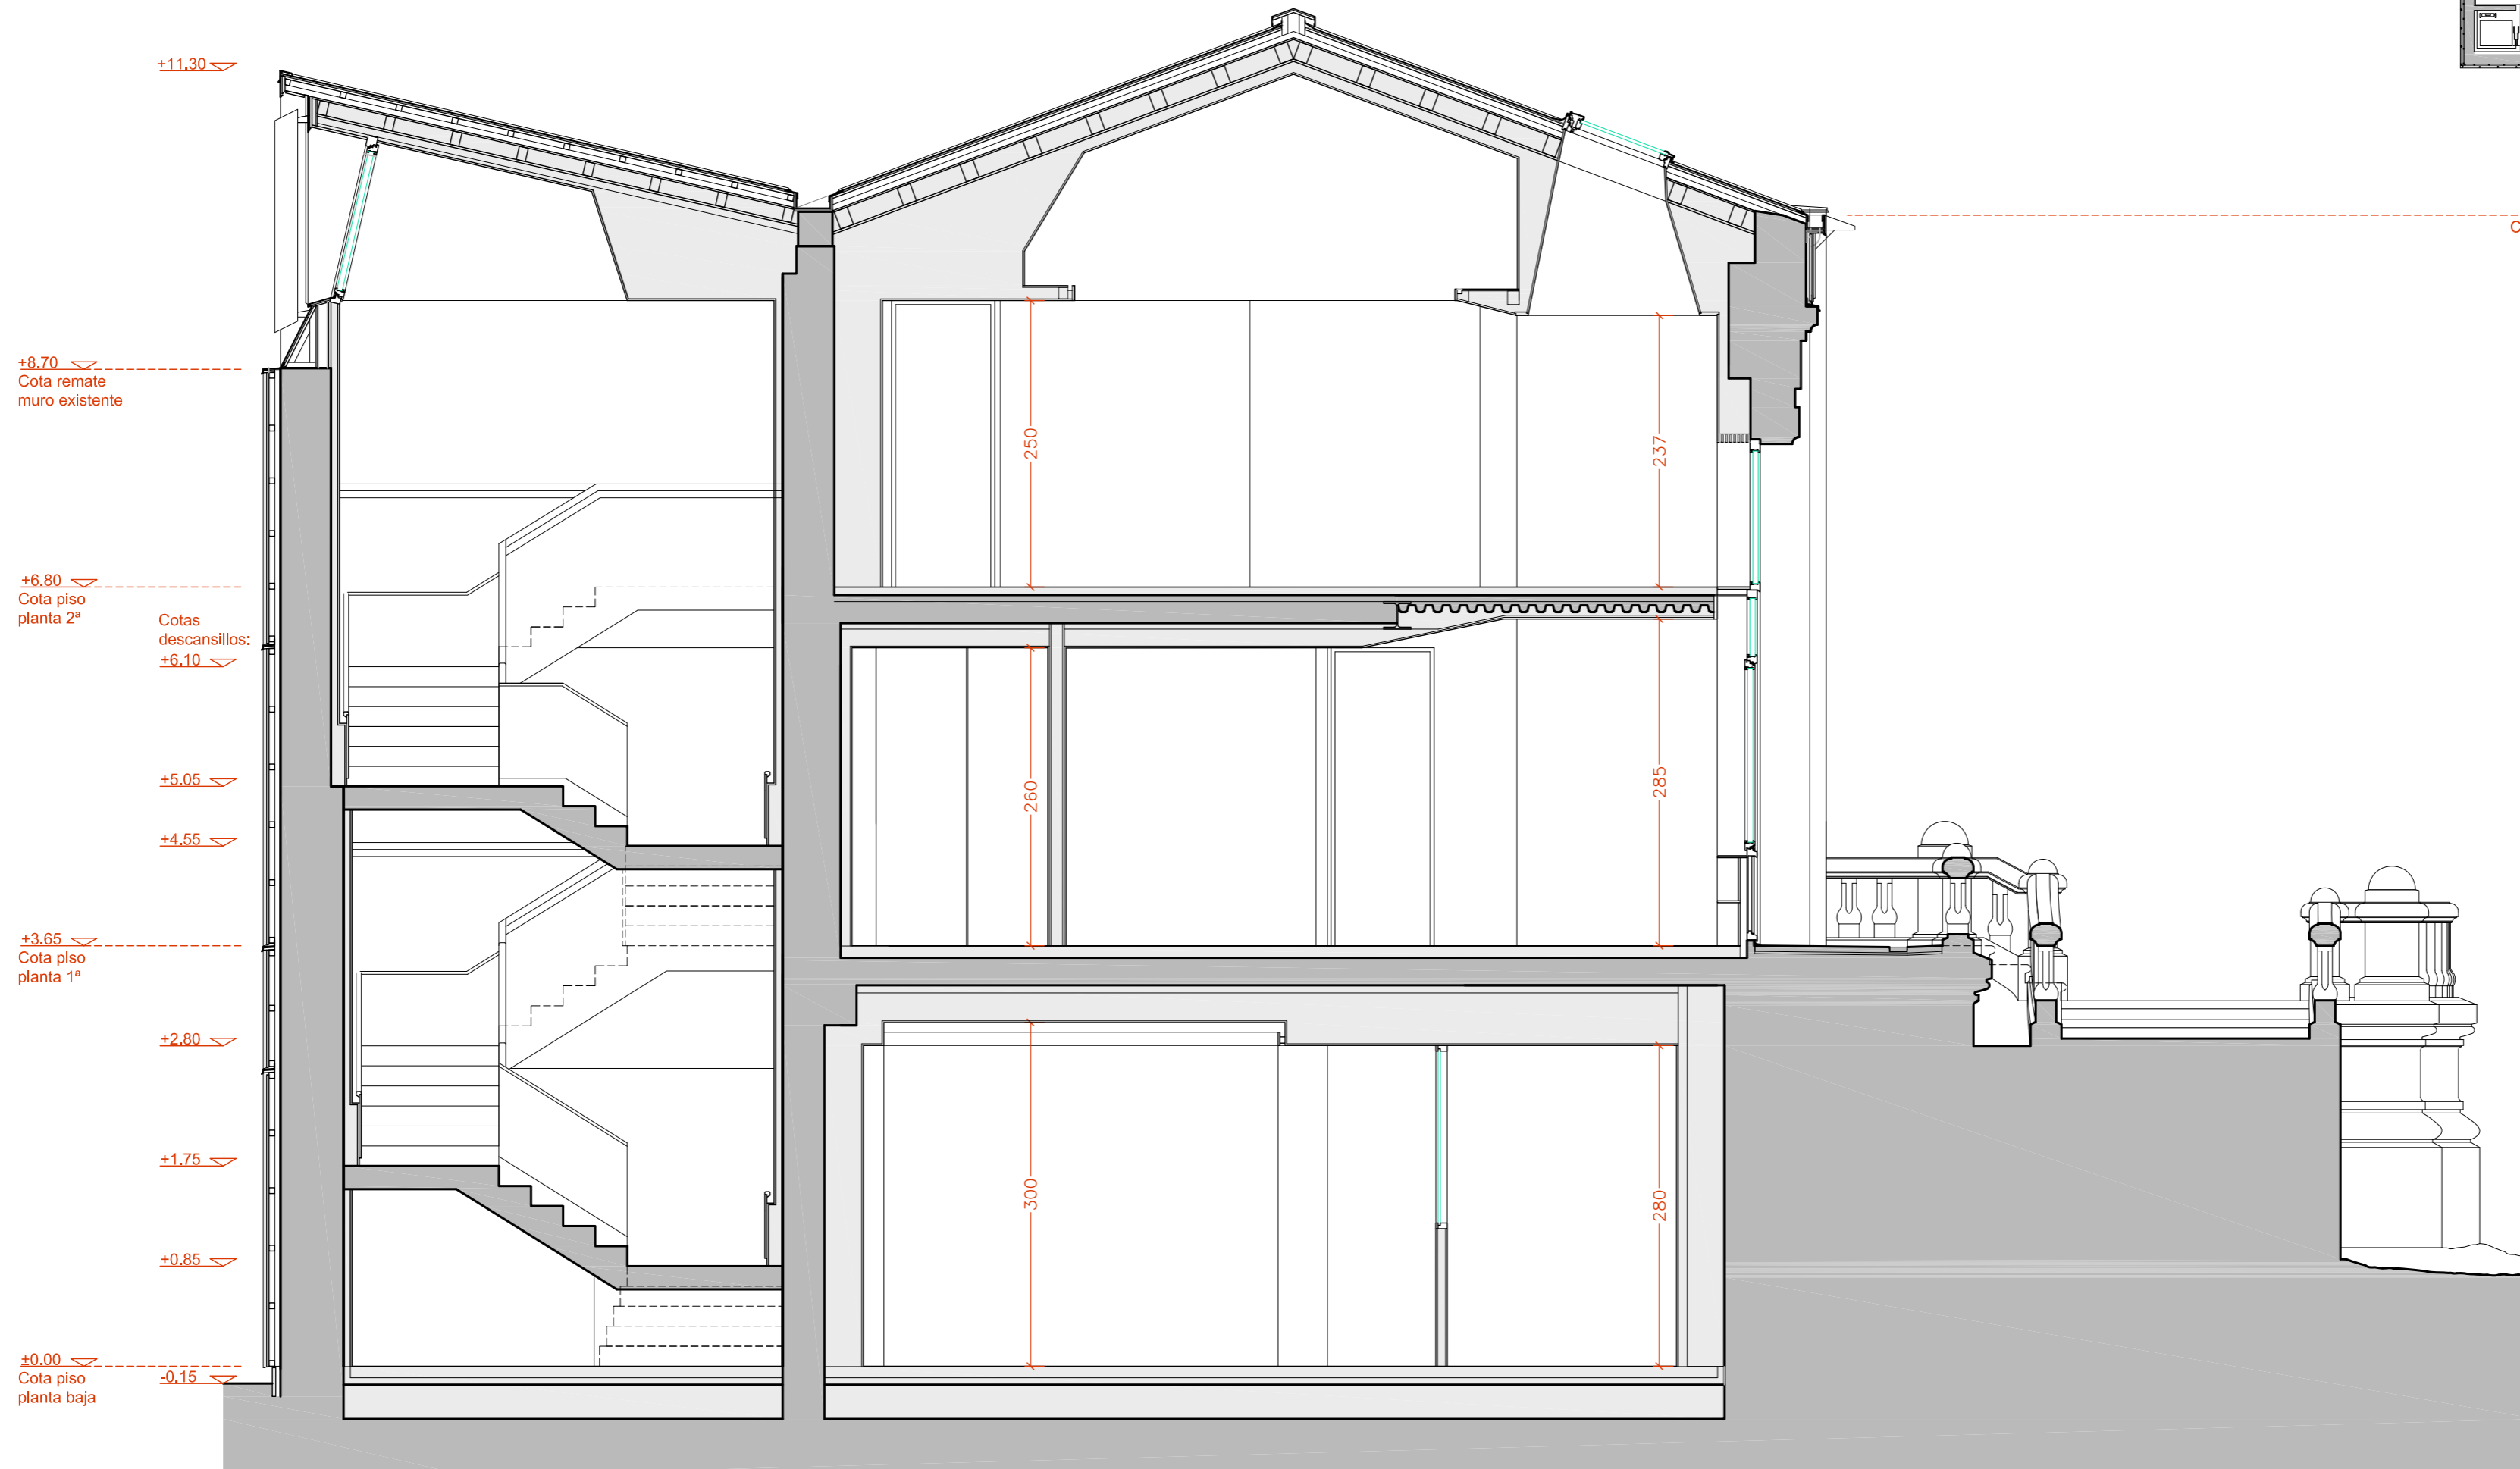 +11.30
C
+8.70
Cota remate
muro existente
250
237
+6.80
Cota piso
planta 2ª
Cotas
descansillos:
+6.10
+5.05
260
285
+4.55
+3.65
Cota piso
planta 1ª
+2.80
+1.75
300
280
+0.85
±0.00
Cota piso
planta baja
-0.15